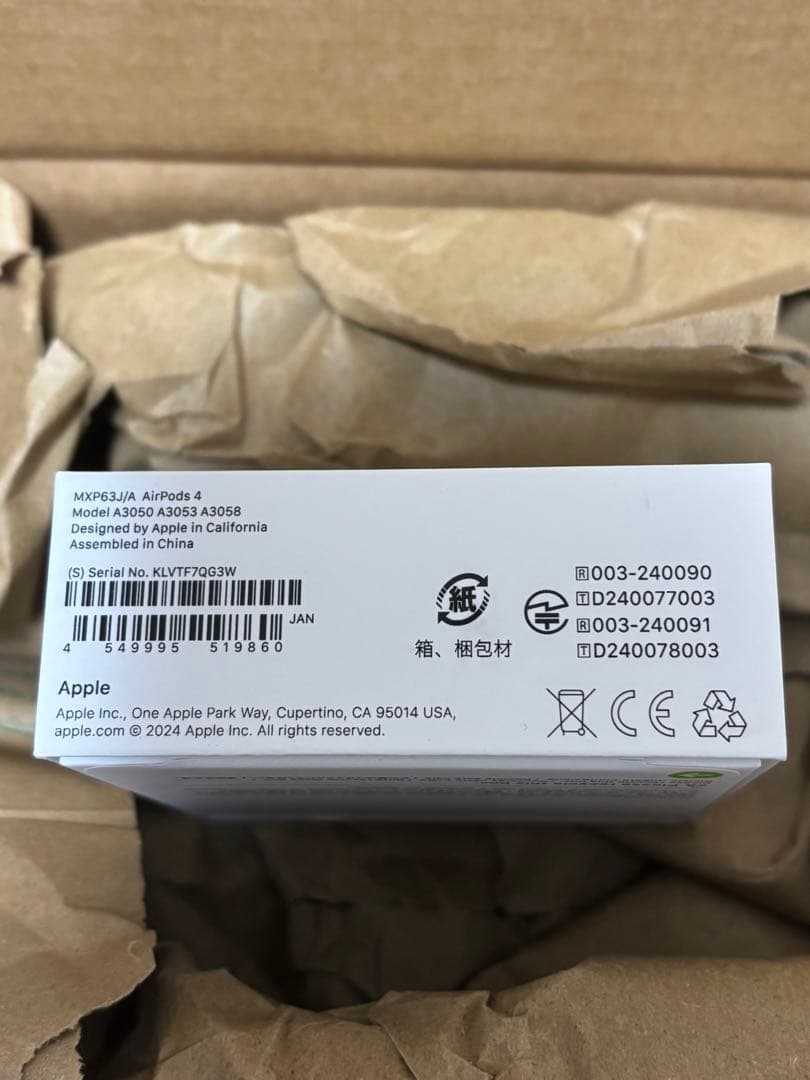 MXP63J/A AirPods 4
Model A3050 A3053 A3058
Designed by Apple in California
Assembled in China
(S) Serial No. KLVTF7QG3W
JAN
4 549995 519860
紙
箱、梱包材
R003-240090
TD240077003
R003-240091
TD240078003
Apple
Apple Inc., One Apple Park Way, Cupertino, CA 95014 USA,
apple.com © 2024 Apple Inc. All rights reserved.
CE